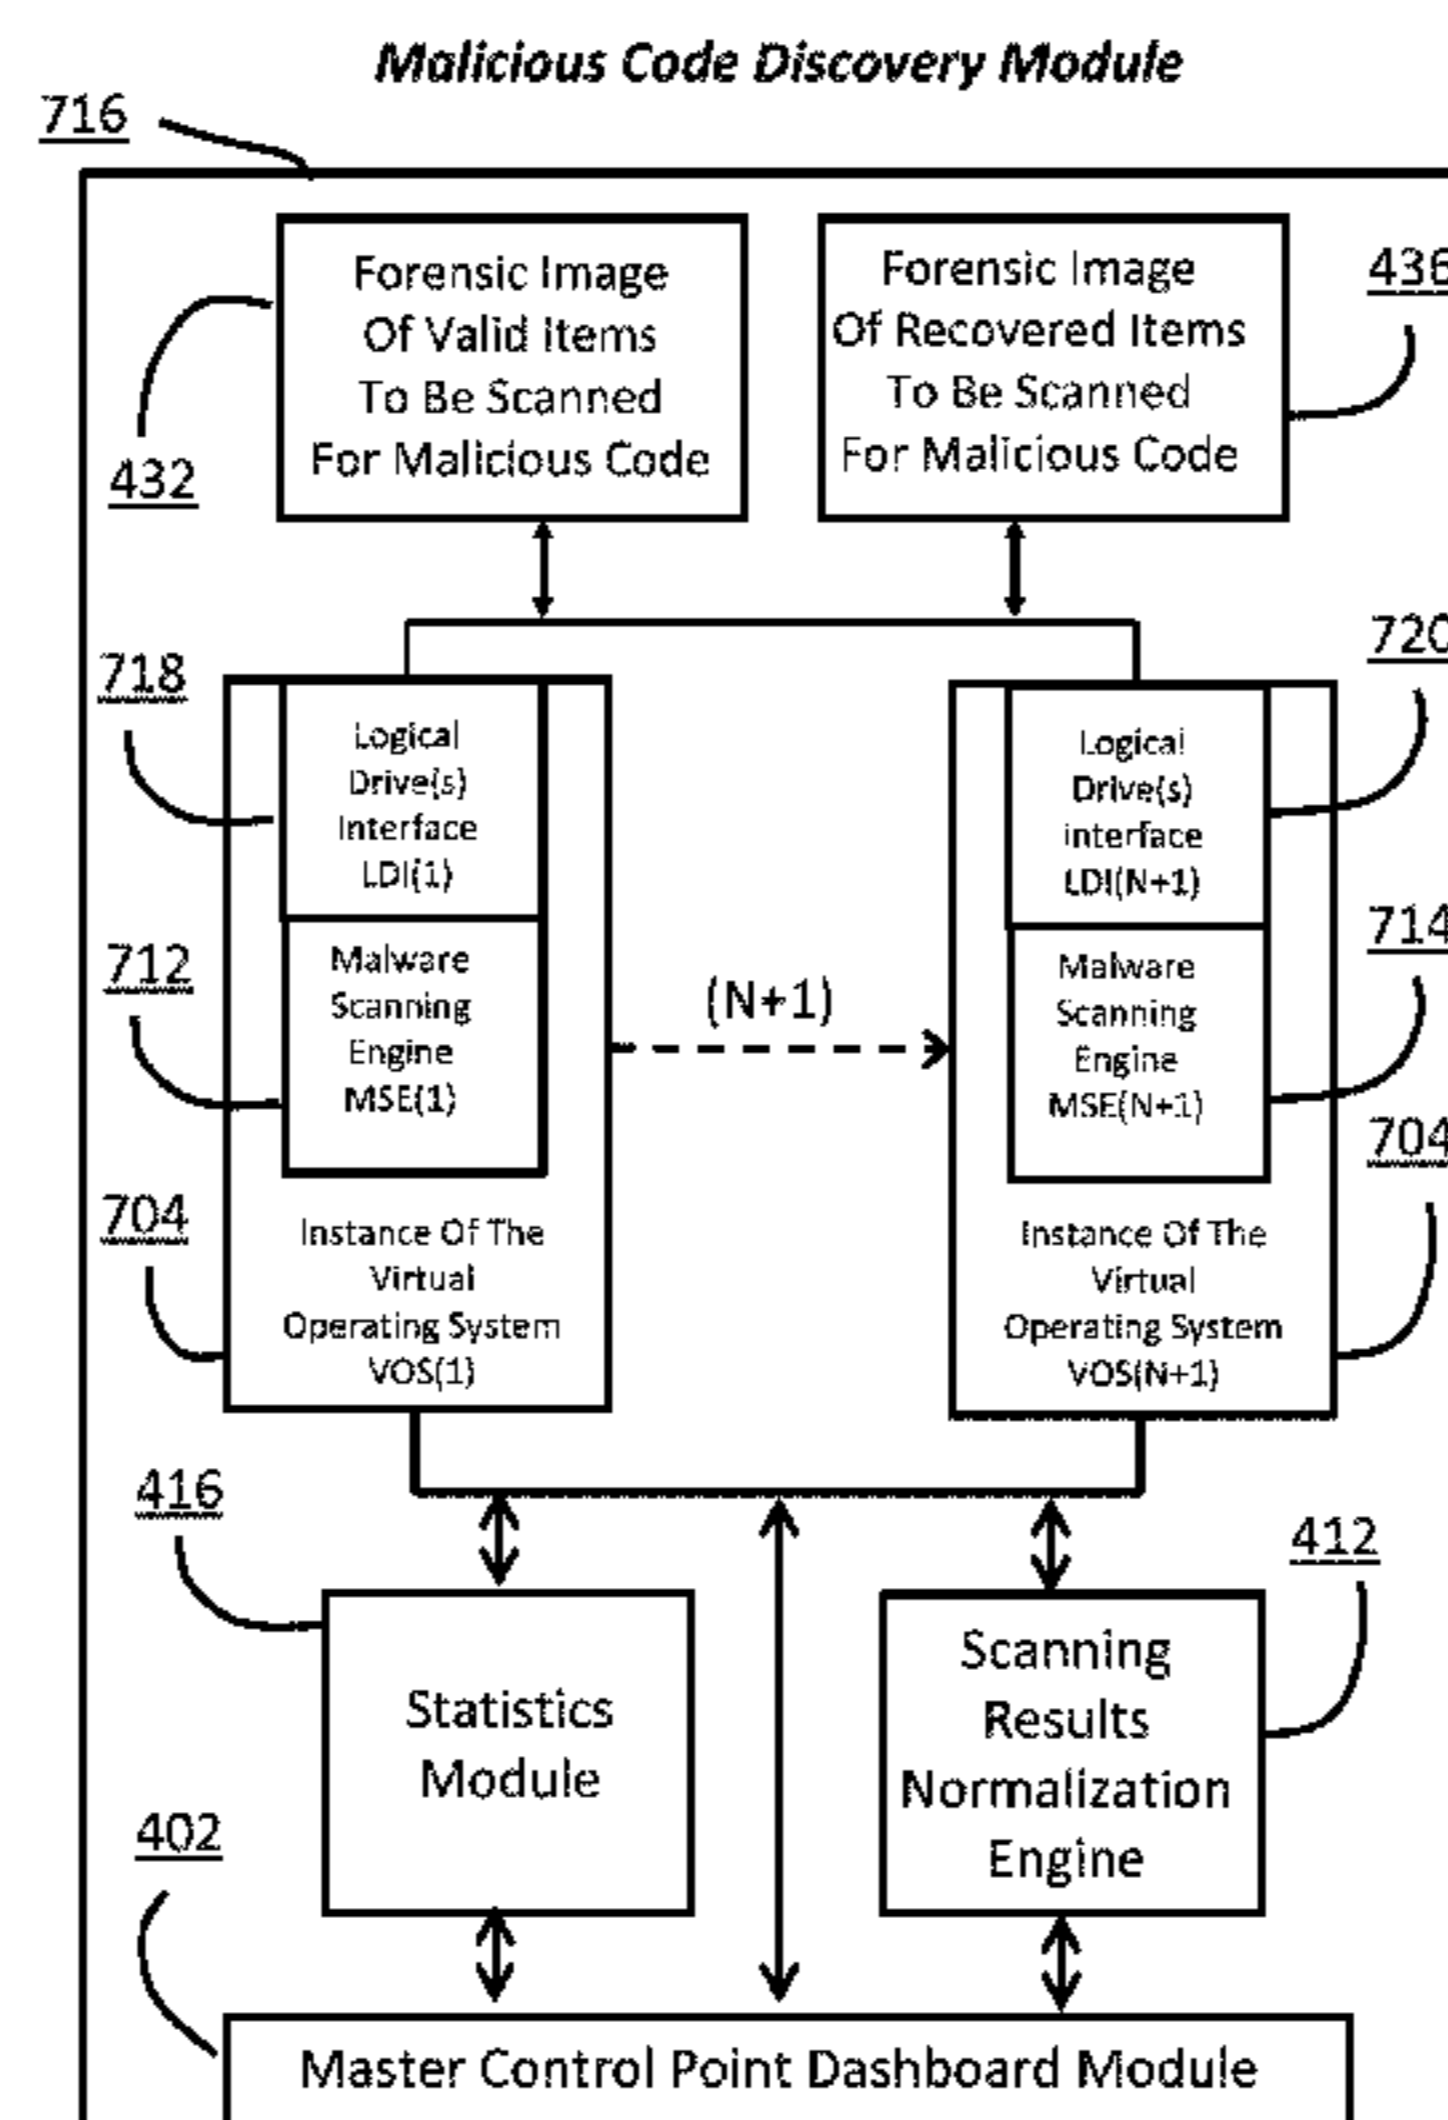 Malicious Code Discovery Module
716
Forensic Image
Of Valid Items
To Be Scanned
For Malicious Code
432
Forensic Image
Of Recovered Items
To Be Scanned
For Malicious Code
436
718
Logical
Drive(s)
Interface
LDI(1)
720
Logical
Drive(s)
interface
LDI(N+1)
712
Malware
Scanning
Engine
MSE(1)
(N+1)
714
Malware
Scanning
Engine
MSE(N+1)
704
Instance Of The
Virtual
Operating System
VOS(1)
704
Instance Of The
Virtual
Operating System
VOS(N+1)
416
Statistics
Module
412
Scanning
Results
Normalization
Engine
402
Master Control Point Dashboard Module